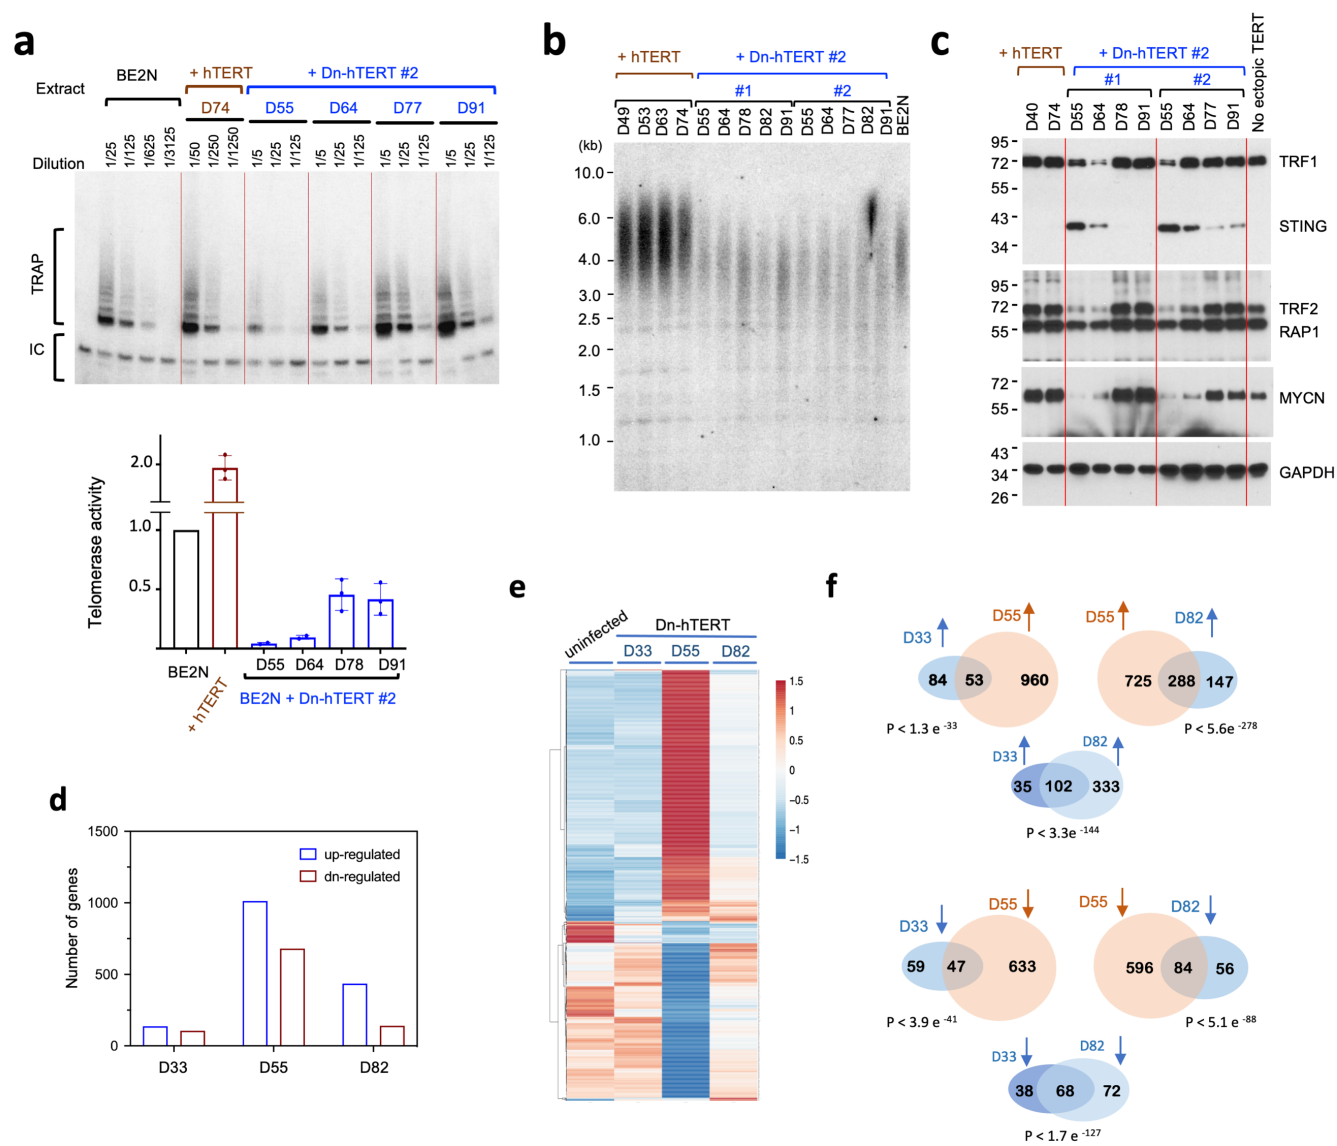 a
Extract
BE2N
+ hTERT
+ Dn-hTERT #2
D74
D55
D64
D77
D91
Dilution
1/25
1/125
1/625
1/3125
1/50
1/250
1/1250
1/5
1/25
1/125
1/5
1/25
1/125
1/5
1/25
1/125
1/5
1/25
1/125
TRAP
IC
Telomerase activity
2.0
1.0
0.5
BE2N
+ hTERT
D55
D64
D78
D91
BE2N + Dn-hTERT #2
b
+ hTERT
+ Dn-hTERT #2
#1
#2
D49
D53
D63
D74
D55
D64
D78
D82
D91
D55
D64
D77
D82
D91
BE2N
(kb)
10.0
6.0
4.0
3.0
2.5
2.0
1.5
1.0
c
+ hTERT
+ Dn-hTERT #2
No ectopic TERT
#1
#2
D40
D74
D55
D64
D78
D91
D55
D64
D77
D91
95
72
55
43
34
TRF1
STING
95
72
55
TRF2
RAP1
72
55
MYCN
43
34
26
GAPDH
d
Number of genes
1500
1000
500
0
up-regulated
dn-regulated
D33
D55
D82
e
uninfected
Dn-hTERT
D33
D55
D82
1.5
1
0.5
0
−0.5
−1
−1.5
f
D33
D55
84
53
960
P < 1.3 e -33
D55
D82
725
288
147
P < 5.6e -278
D33
D82
35
102
333
P < 3.3e -144
D33
D55
59
47
633
P < 3.9 e -41
D55
D82
596
84
56
P < 5.1 e -88
D33
D82
38
68
72
P < 1.7 e -127